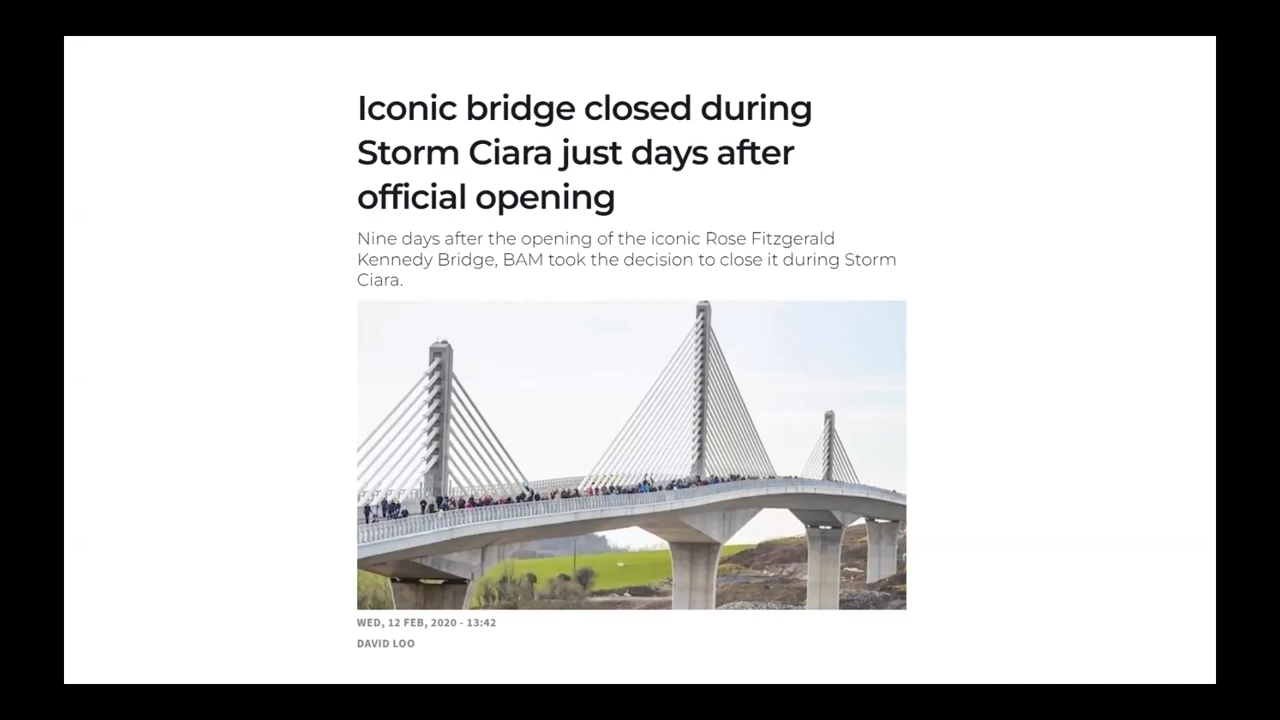 Iconic bridge closed during
Storm Ciara just days after
official opening
Nine days after the opening of the iconic Rose Fitzgerald
Kennedy Bridge, BAM took the decision to close it during Storm
Ciara.
WED, 12 FEB, 2020 - 13:42
DAVID LOO